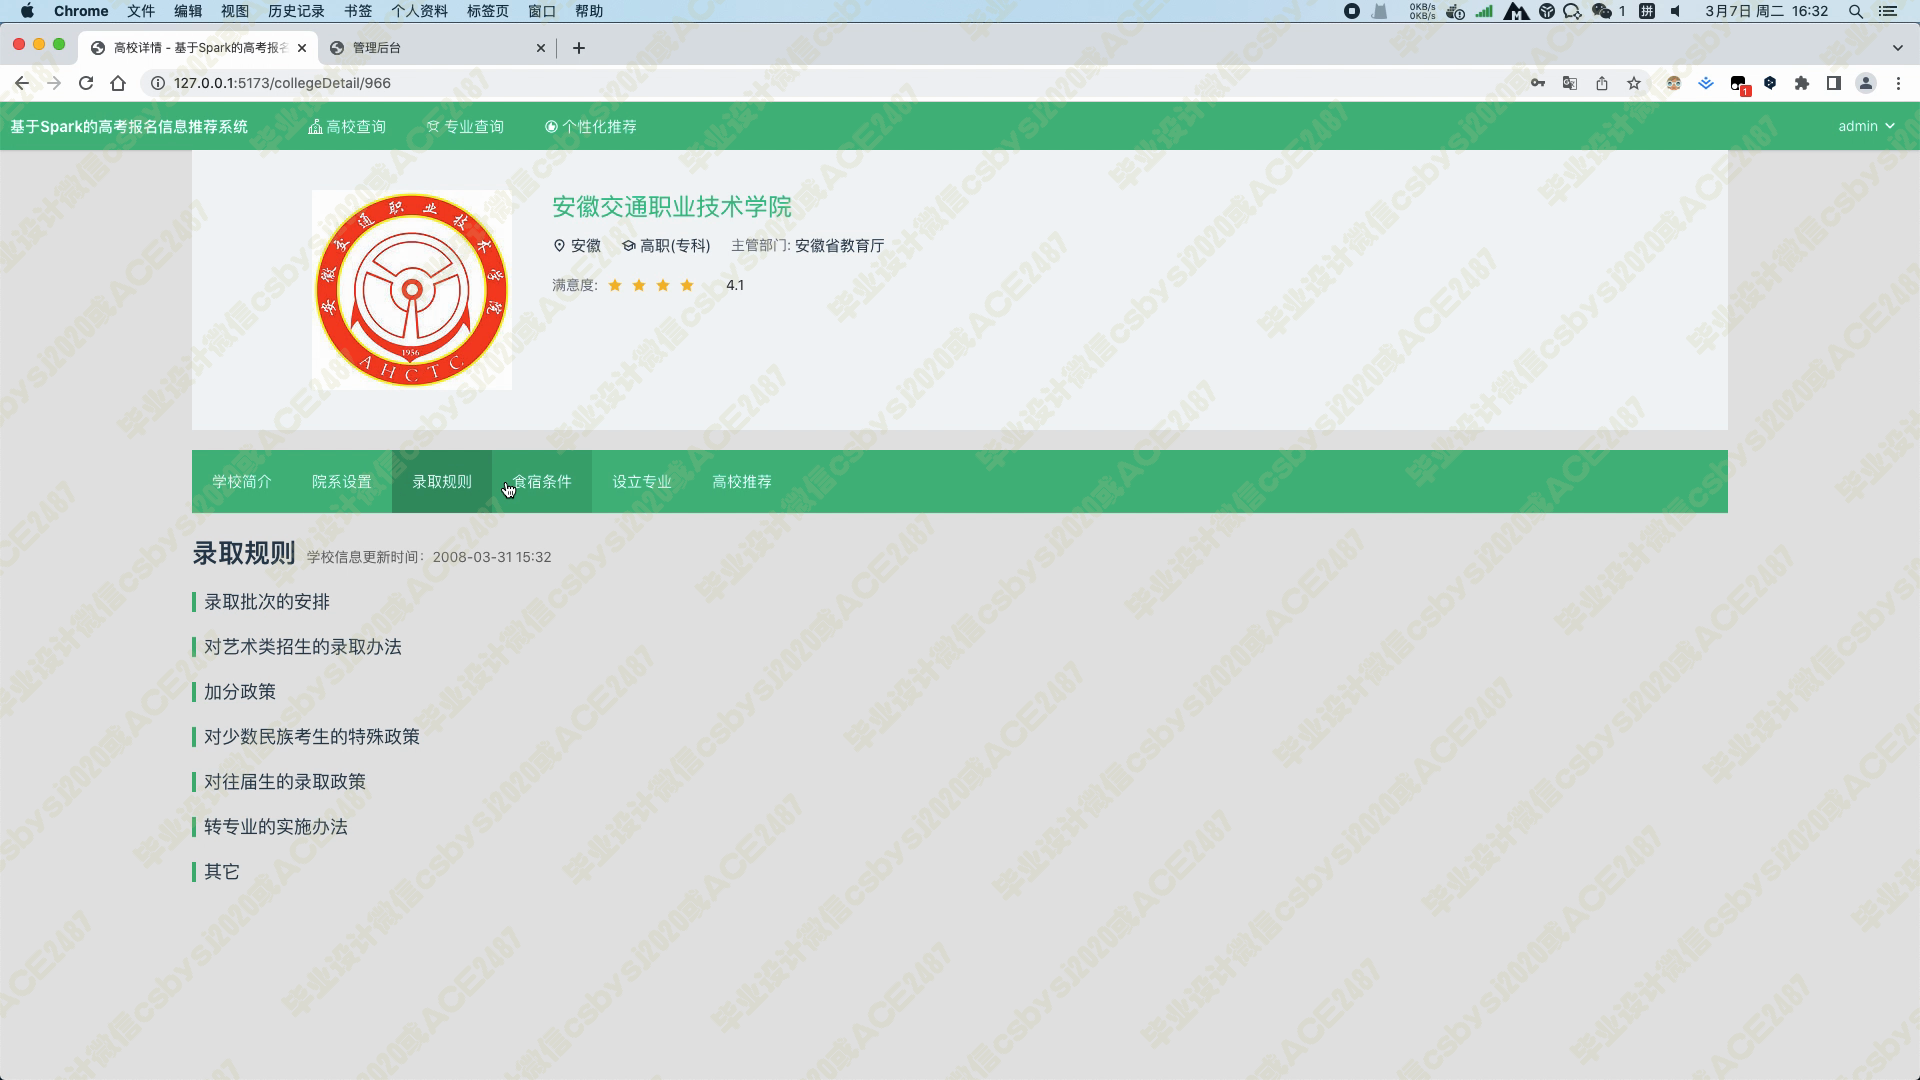 Chrome 文件 编辑 视图 历史记录 书签 个人资料 标签页 窗口 帮助 0KB/s 0KB/s 1 拼 3月7日 周二 16:32
高校详情 - 基于Spark的高考报名 管理后台
127.0.0.1:5173/collegeDetail/966 1
基于Spark的高考报名信息推荐系统 高校查询 专业查询 个性化推荐 admin
安徽交通职业技术学院
1956
AHCTC
安徽交通职业技术学院
安徽 高职(专科) 主管部门: 安徽省教育厅
满意度: 4.1
学校简介 院系设置 录取规则 食宿条件 设立专业 高校推荐
录取规则 学校信息更新时间：2008-03-31 15:32
录取批次的安排
对艺术类招生的录取办法
加分政策
对少数民族考生的特殊政策
对往届生的录取政策
转专业的实施办法
其它
毕业设计微信csbysj2020或ACE2487